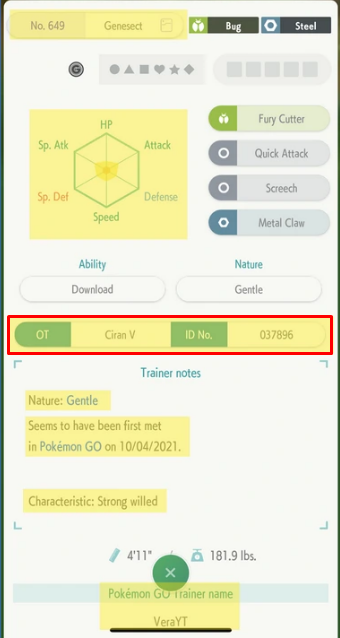 No. 649 Genesect Bug Steel
G
HP
Sp. Atk Attack
Sp. Def Defense
Speed
Fury Cutter
Quick Attack
Screech
Metal Claw
Ability Nature
Download Gentle
OT Ciran V ID No. 037896
Trainer notes
Nature: Gentle
Seems to have been first met
in Pokémon GO on 10/04/2021.
Characteristic: Strong willed
4'11" 181.9 lbs.
Pokémon GO Trainer name
VeraYT